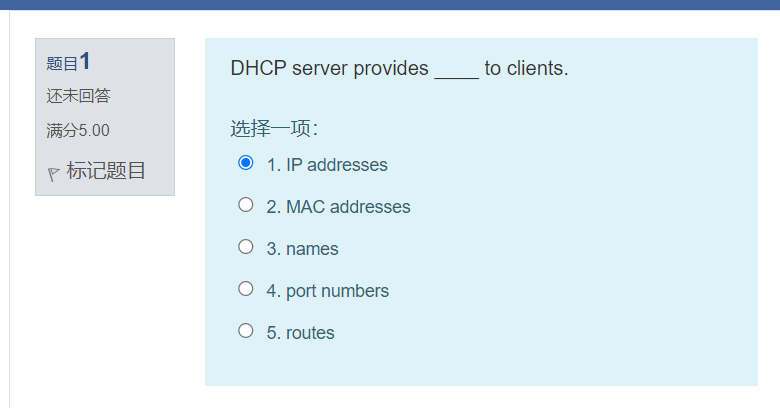 题目1
还未回答
满分5.00
标记题目
DHCP server provides ____ to clients.
选择一项：
1. IP addresses
2. MAC addresses
3. names
4. port numbers
5. routes